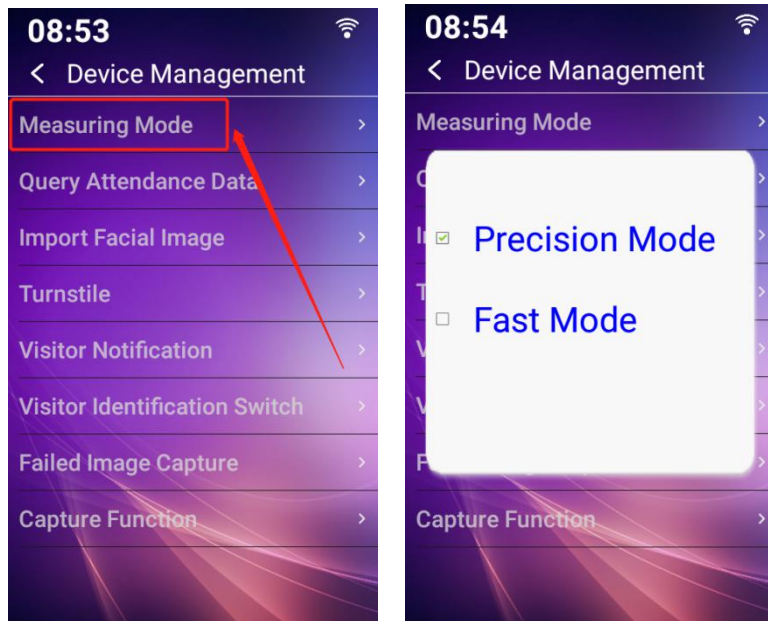 08:53
< Device Management
Measuring Mode >
Query Attendance Data >
Import Facial Image >
Turnstile >
Visitor Notification >
Visitor Identification Switch >
Failed Image Capture >
Capture Function >
08:54
< Device Management
Measuring Mode >
Precision Mode
Fast Mode
Capture Function >